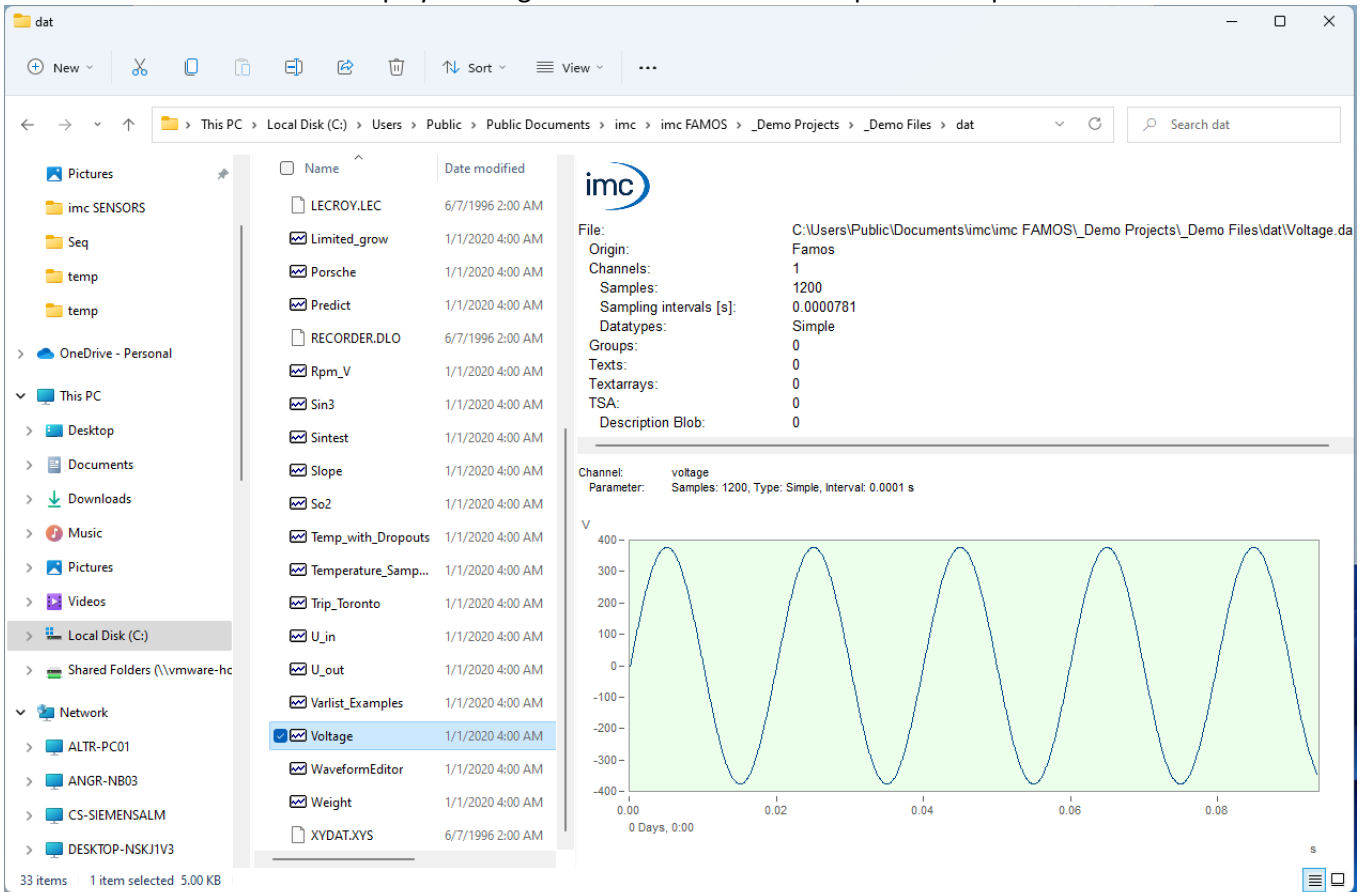 dat
New
Sort
View
This PC > Local Disk (C:) > Users > Public > Public Documents > imc > imc FAMOS > _Demo Projects > _Demo Files > dat
Search dat
Pictures
imc SENSORS
Seq
temp
temp
OneDrive - Personal
This PC
Desktop
Documents
Downloads
Music
Pictures
Videos
Local Disk (C:)
Shared Folders (\\vmware-hc
Network
ALTR-PC01
ANGR-NB03
CS-SIEMENSALM
DESKTOP-NSKJ1V3
Name Date modified
LECROY.LEC 6/7/1996 2:00 AM
Limited_grow 1/1/2020 4:00 AM
Porsche 1/1/2020 4:00 AM
Predict 1/1/2020 4:00 AM
RECORDER.DLO 6/7/1996 2:00 AM
Rpm_V 1/1/2020 4:00 AM
Sin3 1/1/2020 4:00 AM
Sintest 1/1/2020 4:00 AM
Slope 1/1/2020 4:00 AM
So2 1/1/2020 4:00 AM
Temp_with_Dropouts 1/1/2020 4:00 AM
Temperature_Samp... 1/1/2020 4:00 AM
Trip_Toronto 1/1/2020 4:00 AM
U_in 1/1/2020 4:00 AM
U_out 1/1/2020 4:00 AM
Varlist_Examples 1/1/2020 4:00 AM
Voltage 1/1/2020 4:00 AM
WaveformEditor 1/1/2020 4:00 AM
Weight 1/1/2020 4:00 AM
XYDAT.XYS 6/7/1996 2:00 AM
imc
File: C:\Users\Public\Documents\imc\imc FAMOS\_Demo Projects\_Demo Files\dat\Voltage.da
Origin: Famos
Channels: 1
Samples: 1200
Sampling intervals [s]: 0.0000781
Datatypes: Simple
Groups: 0
Texts: 0
Textarrays: 0
TSA: 0
Description Blob: 0
Channel: voltage
Parameter: Samples: 1200, Type: Simple, Interval: 0.0001 s
V
400
300
200
100
0
-100
-200
-300
-400
0.00 0.02 0.04 0.06 0.08
0 Days, 0:00
s
33 items 1 item selected 5.00 KB